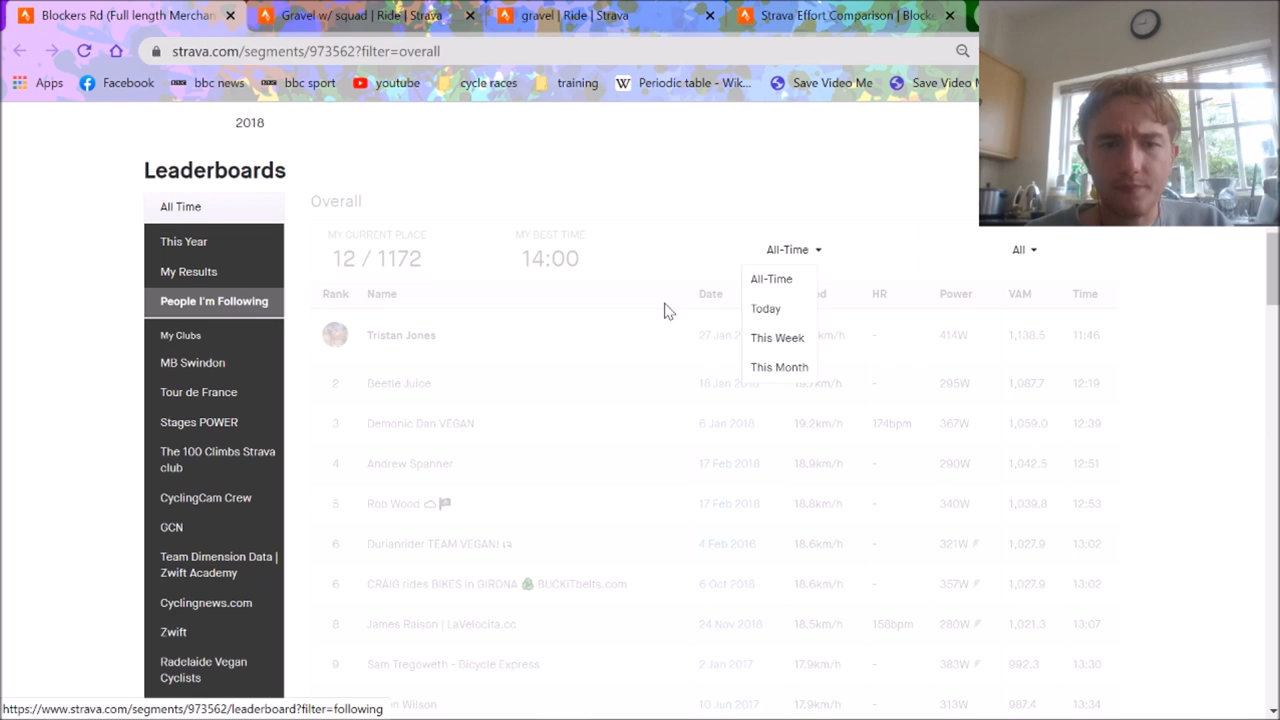 Blockers Rd (Full length Merchan
Gravel w/ squad | Ride | Strava
gravel | Ride | Strava
Strava Effort Comparison | Blocke
strava.com/segments/973562?filter=overall
Apps
Facebook
bbc news
bbc sport
youtube
cycle races
training
Periodic table - Wik...
Save Video Me
Save Video Me
2018
Leaderboards
All Time
This Year
My Results
People I'm Following
My Clubs
MB Swindon
Tour de France
Stages POWER
The 100 Climbs Strava
club
CyclingCam Crew
GCN
Team Dimension Data |
Zwift Academy
Cyclingnews.com
Zwift
Radelaide Vegan
Cyclists
Overall
MY CURRENT PLACE MY BEST TIME
12 / 1172 14:00
All-Time All
All-Time
Today
This Week
This Month
Rank Name Date HR Power VAM Time
Tristan Jones 27 Jan 2 m/h - 414W 1,138.5 11:46
2 Beetle Juice 18 Jan 2018 19.7km/h - 295W 1,087.7 12:19
3 Demonic Dan VEGAN 6 Jan 2018 19.2km/h 174bpm 367W 1,059.0 12:39
4 Andrew Spanner 17 Feb 2018 18.9km/h - 290W 1,042.5 12:51
5 Rob Wood 17 Feb 2018 18.8km/h - 340W 1,039.8 12:53
6 Durianrider TEAM VEGAN! 4 Feb 2016 18.6km/h - 321W 1,027.9 13:02
6 CRAIG rides BIKES in GIRONA BUCKiTbelts.com 6 Oct 2018 18.6km/h - 357W 1,027.9 13:02
8 James Raison | LaVelocita.cc 24 Nov 2018 18.5km/h 158bpm 280W 1,021.3 13:07
9 Sam Tregoweth - Bicycle Express 2 Jan 2017 17.9km/h - 383W 992.3 13:30
n Wilson 10 Jun 2017 17.9km/h - 313W 987.4 13:34
https://www.strava.com/segments/973562/leaderboard?filter=following